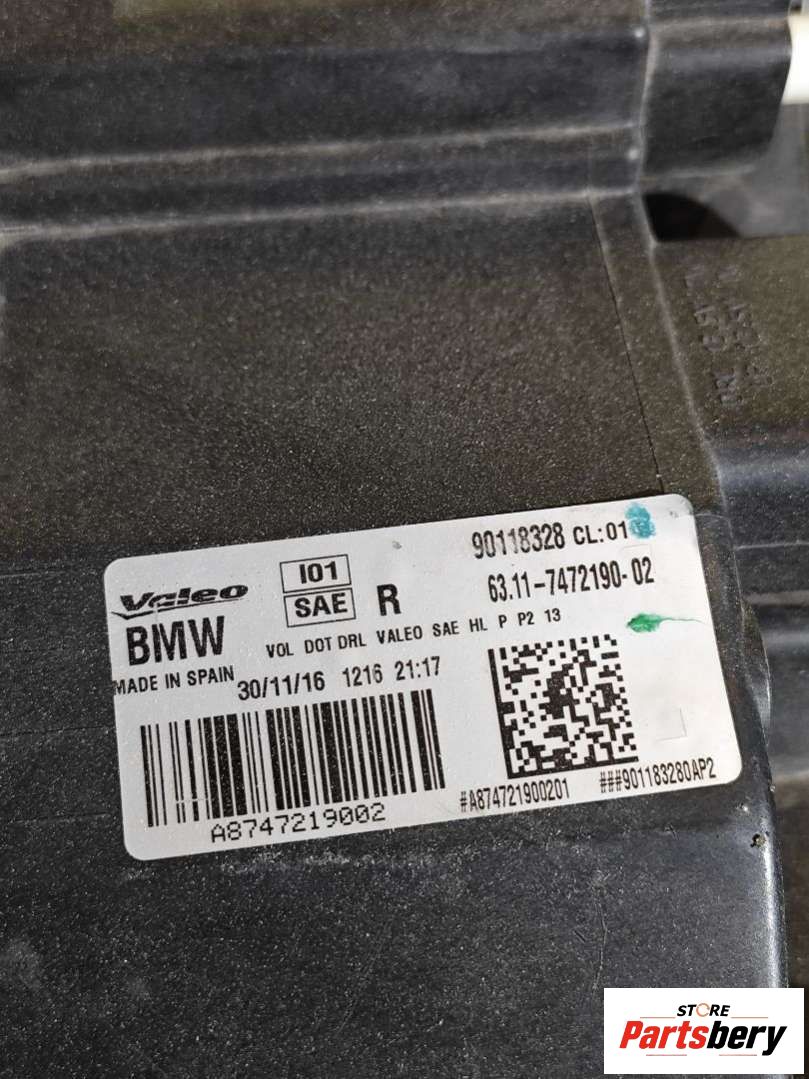 90118328 CL:01
Valeo
I01
SAE
R
63.11-7472190-02
BMW
VOL DOT DRL VALEO SAE HL P P2 13
MADE IN SPAIN
30/11/16 1216 21:17
A8747219002
#A874721900201
###901183280AP2
STORE
Partsbery